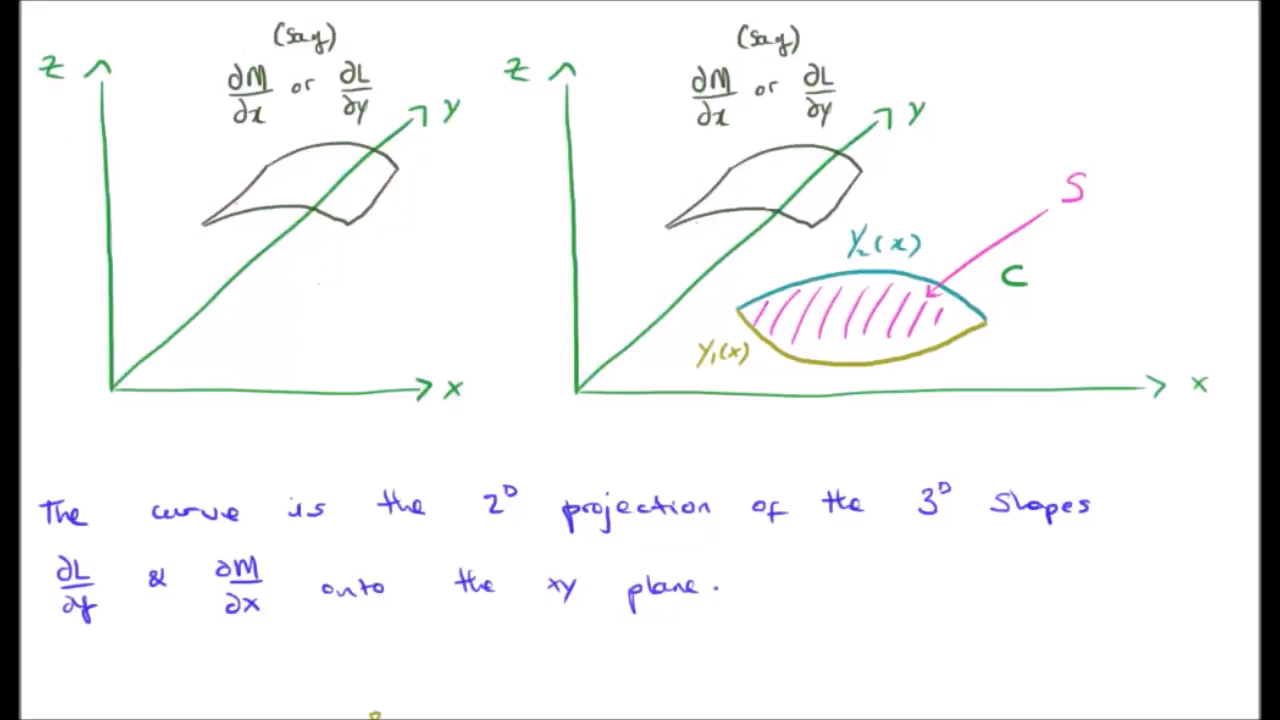 (say)
∂M/∂x or ∂L/∂y
Z
Y
X
(say)
∂M/∂x or ∂L/∂y
Z
Y
S
Y₂(x)
C
Y₁(x)
X
The curve is the 2ᴰ projection of the 3ᴰ Shapes
∂L/∂y & ∂M/∂x onto the xy plane.